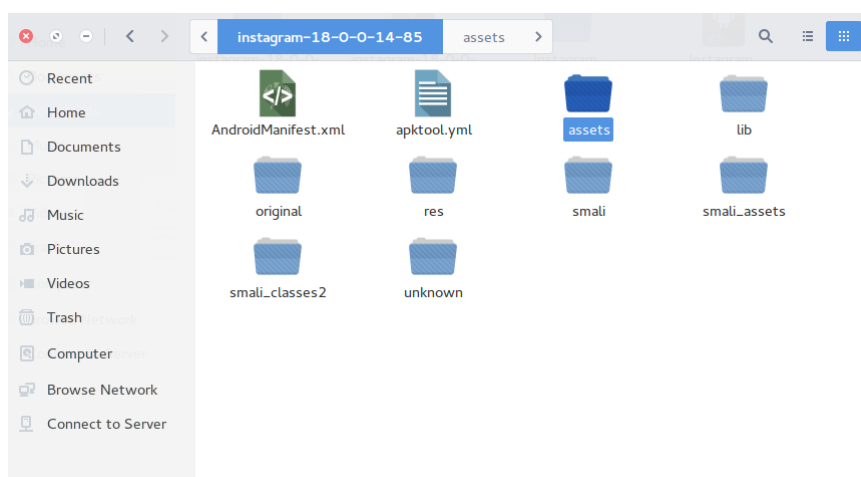 instagram-18-0-0-14-85 assets
Recent
Home
Documents
Downloads
Music
Pictures
Videos
Trash
Computer
Browse Network
Connect to Server
AndroidManifest.xml apktool.yml assets lib
original res smali smali_assets
smali_classes2 unknown